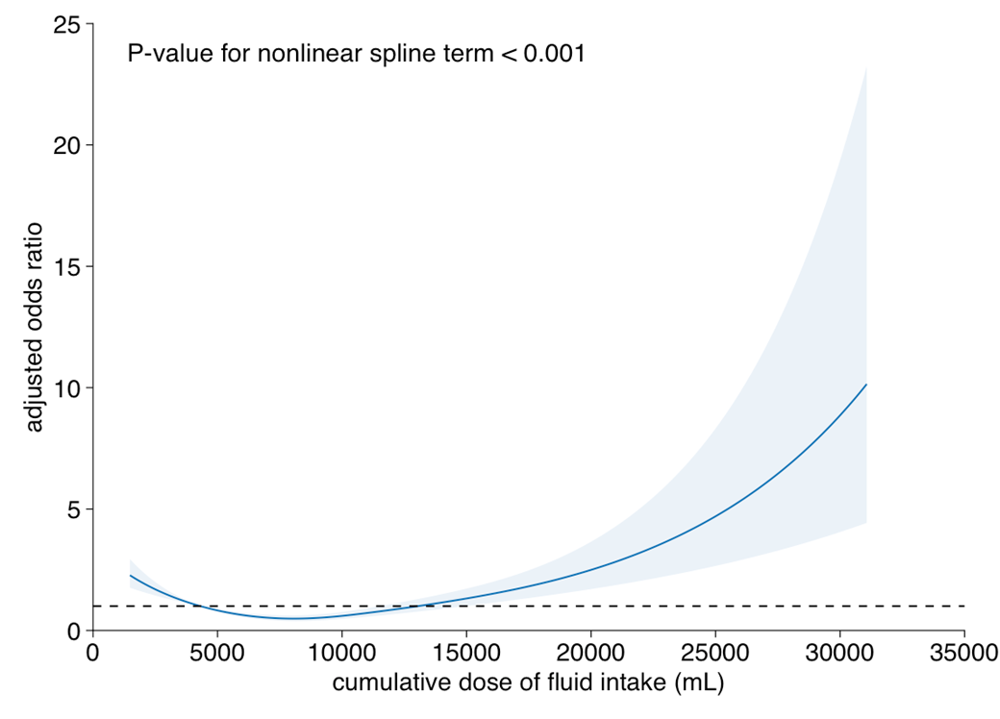 P-value for nonlinear spline term < 0.001
adjusted odds ratio
25
20
15
10
5
0
0 5000 10000 15000 20000 25000 30000 35000
cumulative dose of fluid intake (mL)